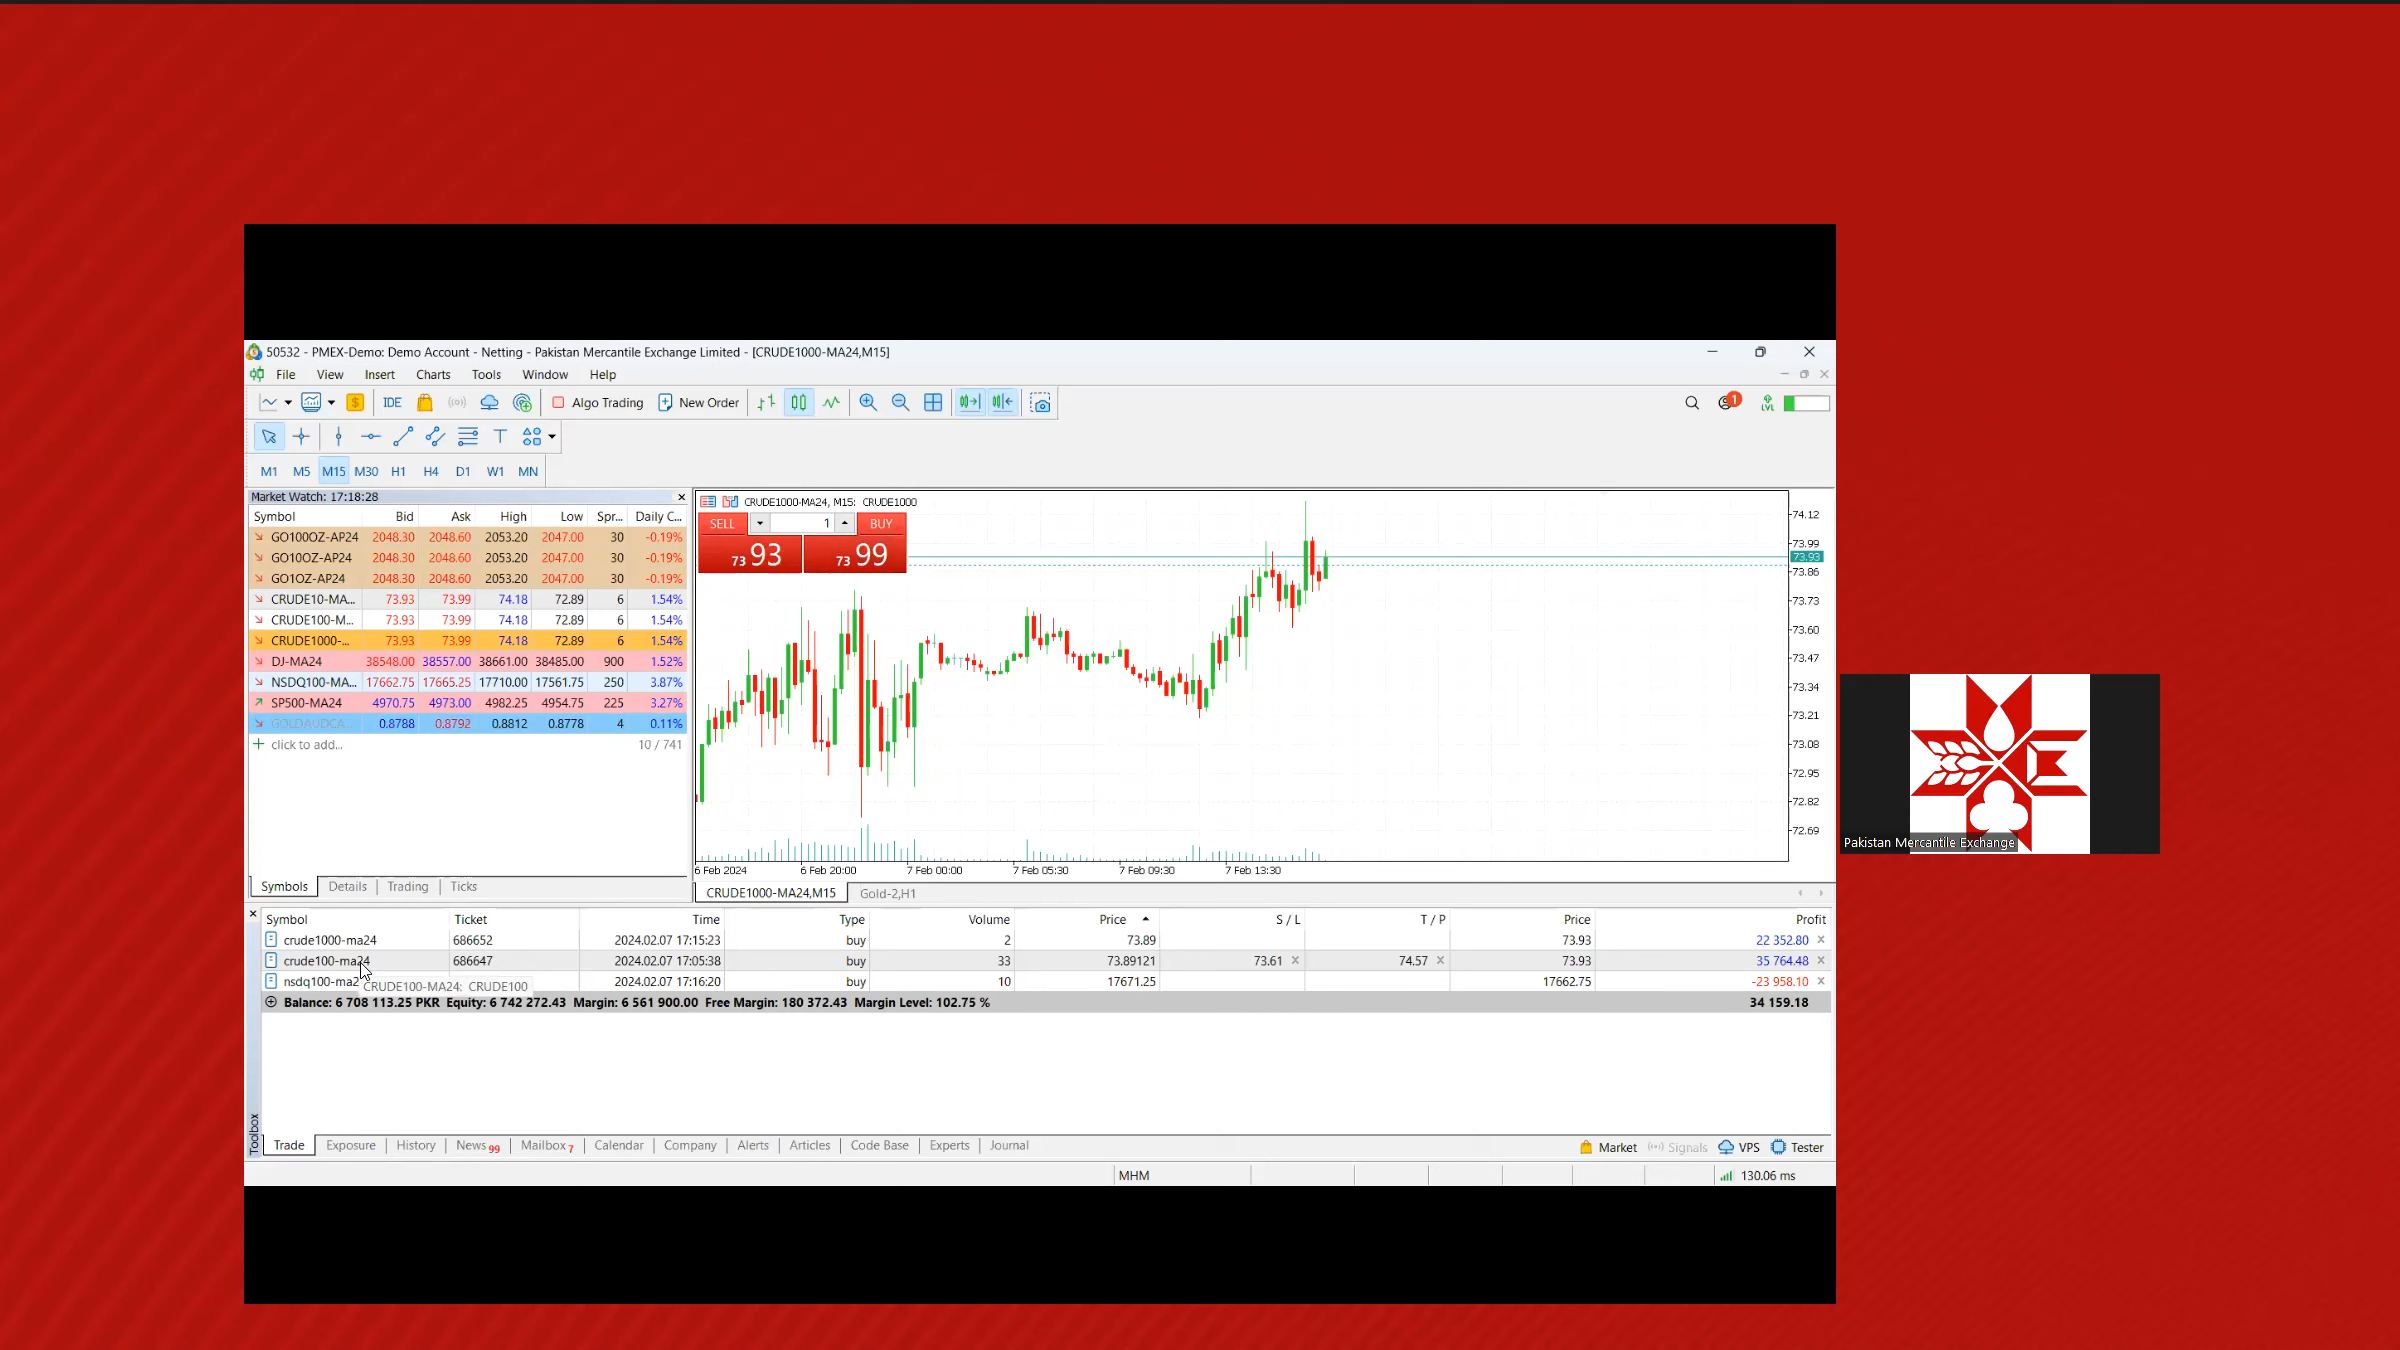 50532 - PMEX-Demo: Demo Account - Netting - Pakistan Mercantile Exchange Limited - [CRUDE1000-MA24,M15]
File View Insert Charts Tools Window Help
IDE Algo Trading New Order 1 LVL
M1 M5 M15 M30 H1 H4 D1 W1 MN
Market Watch: 17:18:28
Symbol Bid Ask High Low Spr... Daily C...
GO100OZ-AP24 2048.30 2048.60 2053.20 2047.00 30 -0.19%
GO10OZ-AP24 2048.30 2048.60 2053.20 2047.00 30 -0.19%
GO1OZ-AP24 2048.30 2048.60 2053.20 2047.00 30 -0.19%
CRUDE10-MA... 73.93 73.99 74.18 72.89 6 1.54%
CRUDE100-M... 73.93 73.99 74.18 72.89 6 1.54%
CRUDE1000-... 73.93 73.99 74.18 72.89 6 1.54%
DJ-MA24 38548.00 38557.00 38661.00 38485.00 900 1.52%
NSDQ100-MA... 17662.75 17665.25 17710.00 17561.75 250 3.87%
SP500-MA24 4970.75 4973.00 4982.25 4954.75 225 3.27%
GOLDAUDCA... 0.8788 0.8792 0.8812 0.8778 4 0.11%
click to add... 10 / 741
Symbols Details Trading Ticks
CRUDE1000-MA24, M15: CRUDE1000
SELL 1 BUY
73 93 73 99
74.12
73.99
73.93
73.86
73.73
73.60
73.47
73.34
73.21
73.08
72.95
72.82
72.69
6 Feb 2024 6 Feb 20:00 7 Feb 00:00 7 Feb 05:30 7 Feb 09:30 7 Feb 13:30
CRUDE1000-MA24,M15 Gold-2,H1
Symbol Ticket Time Type Volume Price S / L T / P Price Profit
crude1000-ma24 686652 2024.02.07 17:15:23 buy 2 73.89 73.93 22 352.80
crude100-ma24 686647 2024.02.07 17:05:38 buy 33 73.89121 73.61 74.57 73.93 35 764.48
nsdq100-ma2 2024.02.07 17:16:20 buy 10 17671.25 17662.75 -23 958.10
CRUDE100-MA24: CRUDE100
Balance: 6 708 113.25 PKR Equity: 6 742 272.43 Margin: 6 561 900.00 Free Margin: 180 372.43 Margin Level: 102.75 % 34 159.18
Toolbox
Trade Exposure History News 99 Mailbox 7 Calendar Company Alerts Articles Code Base Experts Journal
Market Signals VPS Tester
MHM 130.06 ms
Pakistan Mercantile Exchange